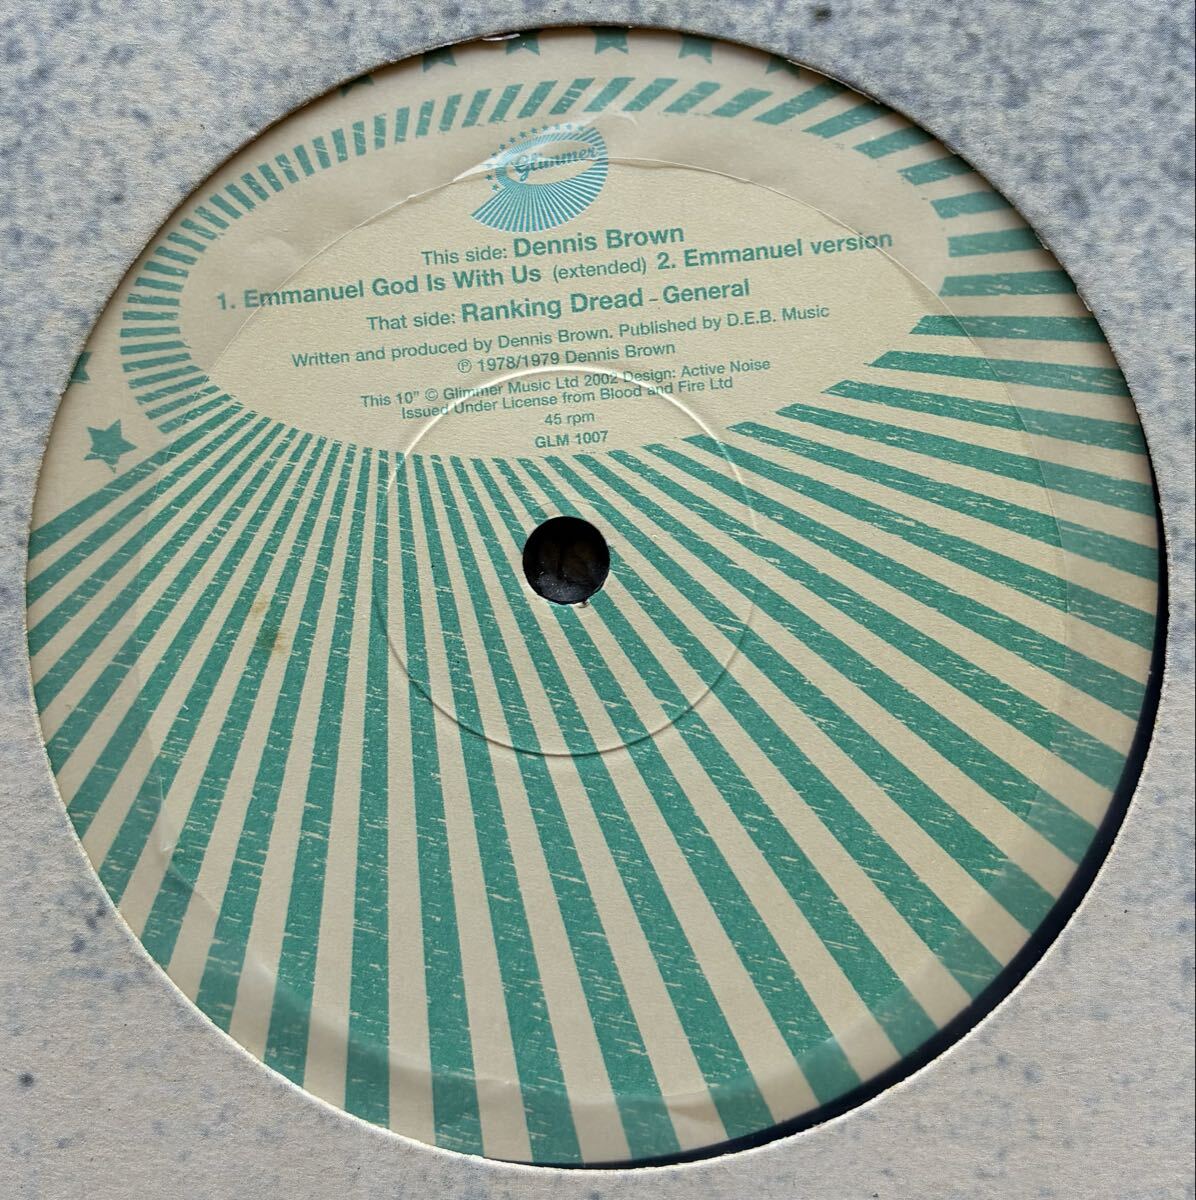 Glimmer
This side: Dennis Brown
1. Emmanuel God Is With Us (extended) 2. Emmanuel version
That side: Ranking Dread - General
Written and produced by Dennis Brown. Published by D.E.B. Music
℗ 1978/1979 Dennis Brown
This 10" © Glimmer Music Ltd 2002 Design: Active Noise
Issued Under License from Blood and Fire Ltd
45 rpm
GLM 1007